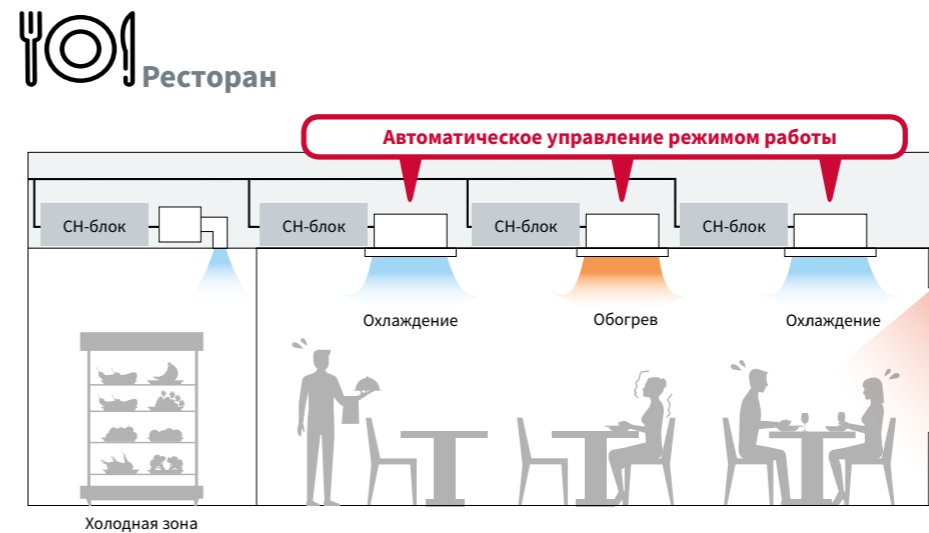 Ресторан
Автоматическое управление режимом работы
CH-блок
CH-блок
CH-блок
CH-блок
Охлаждение
Обогрев
Охлаждение
Холодная зона